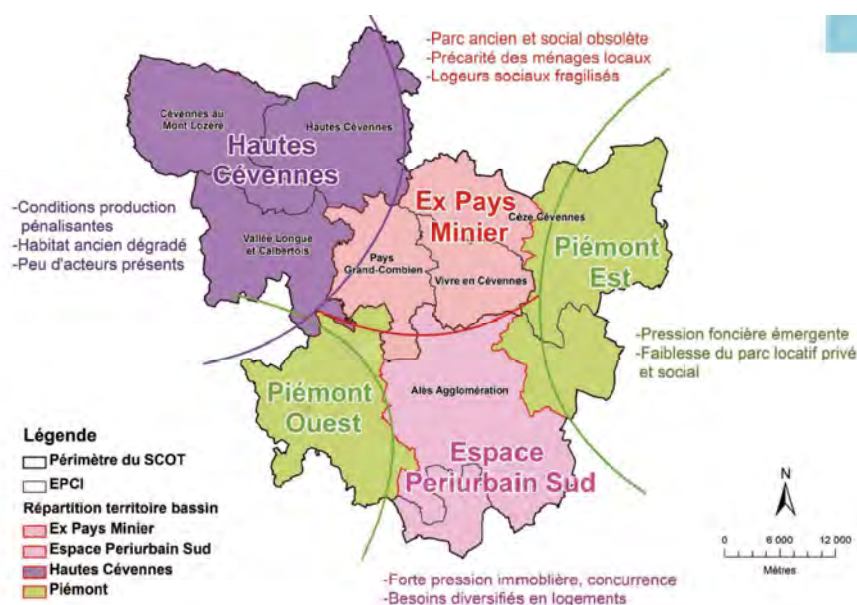 -Parc ancien et social obsolète
-Précarité des ménages locaux
-Logeurs sociaux fragilisés
Cévennes au
Mont Lozère
Hautes Cévennes
Hautes
Cévennes
Ex Pays
Minier
Cèze Cévennes
-Conditions production
pénalisantes
-Habitat ancien dégradé
-Peu d'acteurs présents
Vallée Longue
et Calbertois
Pays
Grand-Combien
Vivre en Cévennes
Piémont
Est
-Pression foncière émergente
-Faiblesse du parc locatif privé
et social
Piémont
Ouest
Alès Agglomération
Espace
Periurbain Sud
Légende
Périmètre du SCOT
EPCI
Répartition territoire bassin
Ex Pays Minier
Espace Periurbain Sud
Hautes Cévennes
Piémont
N
0 6 000 12 000
Mètres
-Forte pression immoblière, concurrence
-Besoins diversifiés en logements